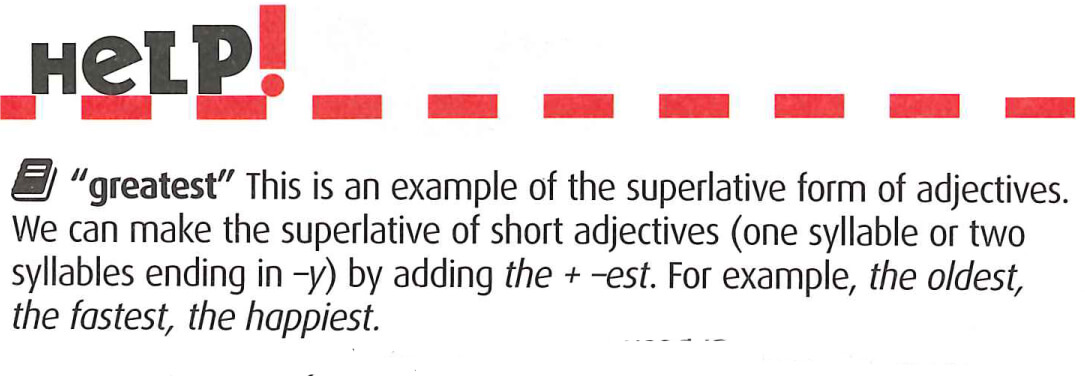 HeLP!
"greatest" This is an example of the superlative form of adjectives.
We can make the superlative of short adjectives (one syllable or two
syllables ending in –y) by adding the + –est. For example, the oldest,
the fastest, the happiest.